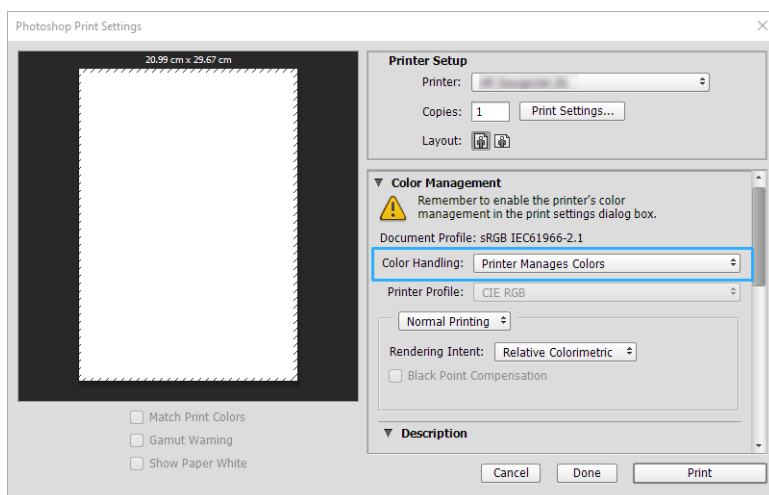 Photoshop Print Settings
20.99 cm x 29.67 cm
Match Print Colors
Gamut Warning
Show Paper White
Printer Setup
Printer:
Copies: 1 Print Settings...
Layout:
Color Management
Remember to enable the printer's color
management in the print settings dialog box.
Document Profile: sRGB IEC61966-2.1
Color Handling: Printer Manages Colors
Printer Profile: CIE RGB
Normal Printing
Rendering Intent: Relative Colorimetric
Black Point Compensation
Description
Cancel Done Print